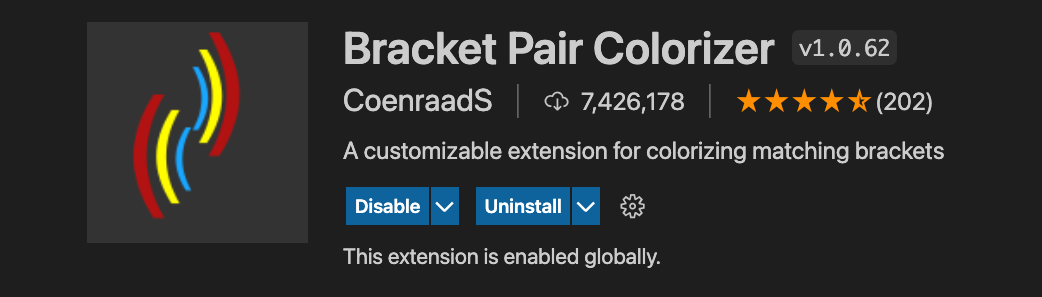 Bracket Pair Colorizer v1.0.62
CoenraadS 7,426,178 (202)
A customizable extension for colorizing matching brackets
Disable Uninstall
This extension is enabled globally.